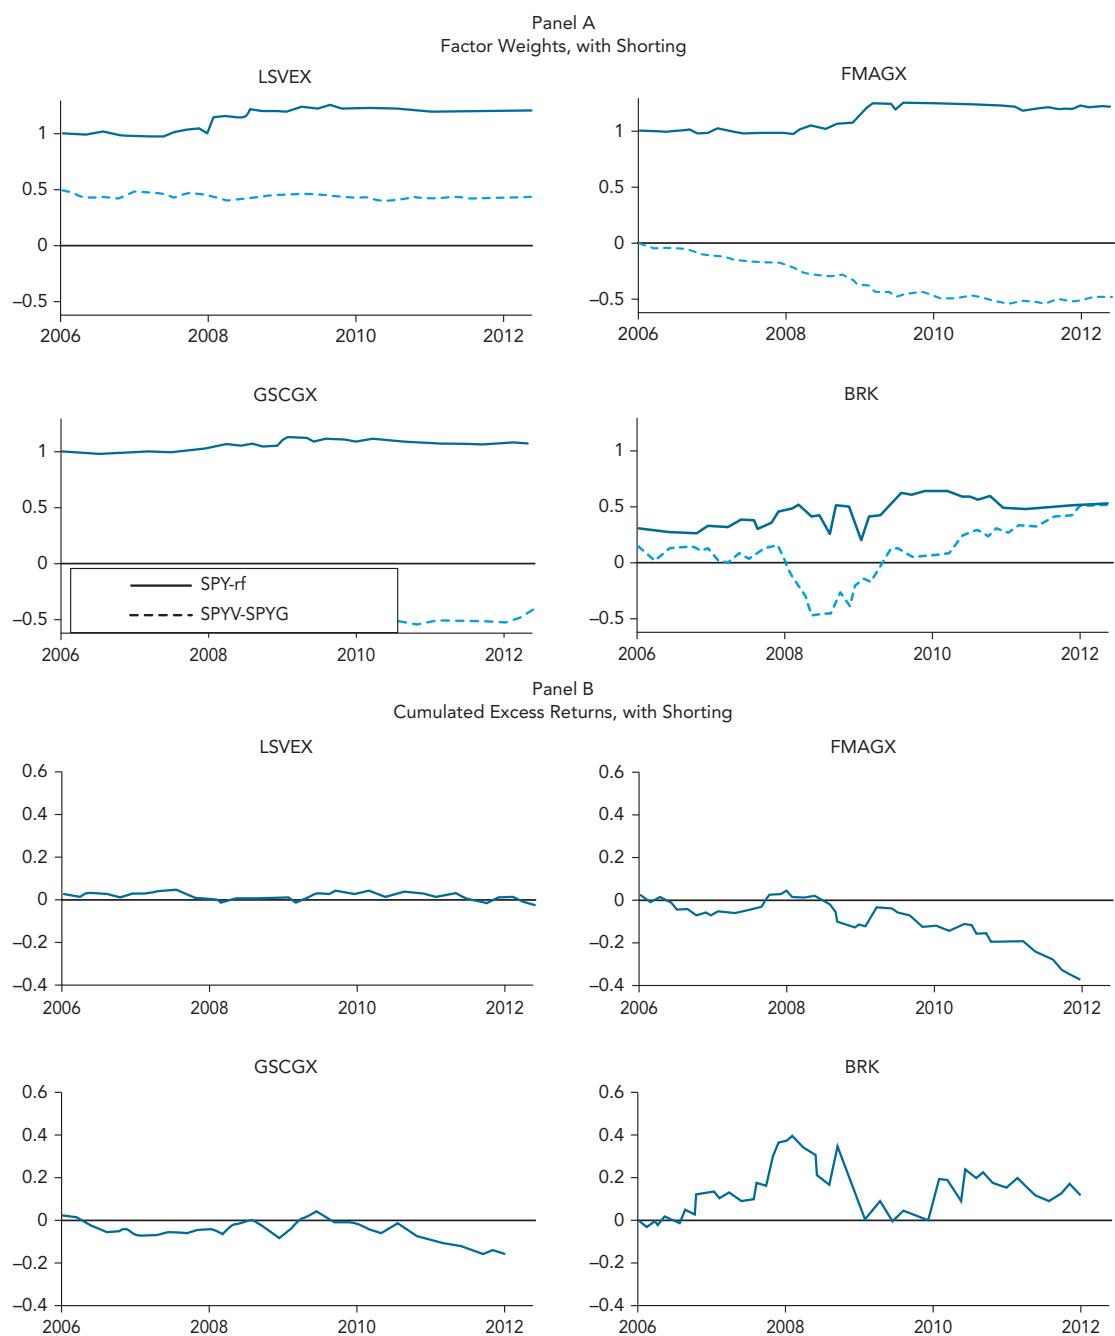 Panel A
Factor Weights, with Shorting
LSVEX
1
0.5
0
–0.5
2006 2008 2010 2012
FMAGX
1
0.5
0
–0.5
2006 2008 2010 2012
GSCGX
1
0.5
0
–0.5
SPY-rf
SPYV-SPYG
2006 2008 2010 2012
BRK
1
0.5
0
–0.5
2006 2008 2010 2012
Panel B
Cumulated Excess Returns, with Shorting
LSVEX
0.6
0.4
0.2
0
–0.2
–0.4
2006 2008 2010 2012
FMAGX
0.6
0.4
0.2
0
–0.2
–0.4
2006 2008 2010 2012
GSCGX
0.6
0.4
0.2
0
–0.2
–0.4
2006 2008 2010 2012
BRK
0.6
0.4
0.2
0
–0.2
–0.4
2006 2008 2010 2012